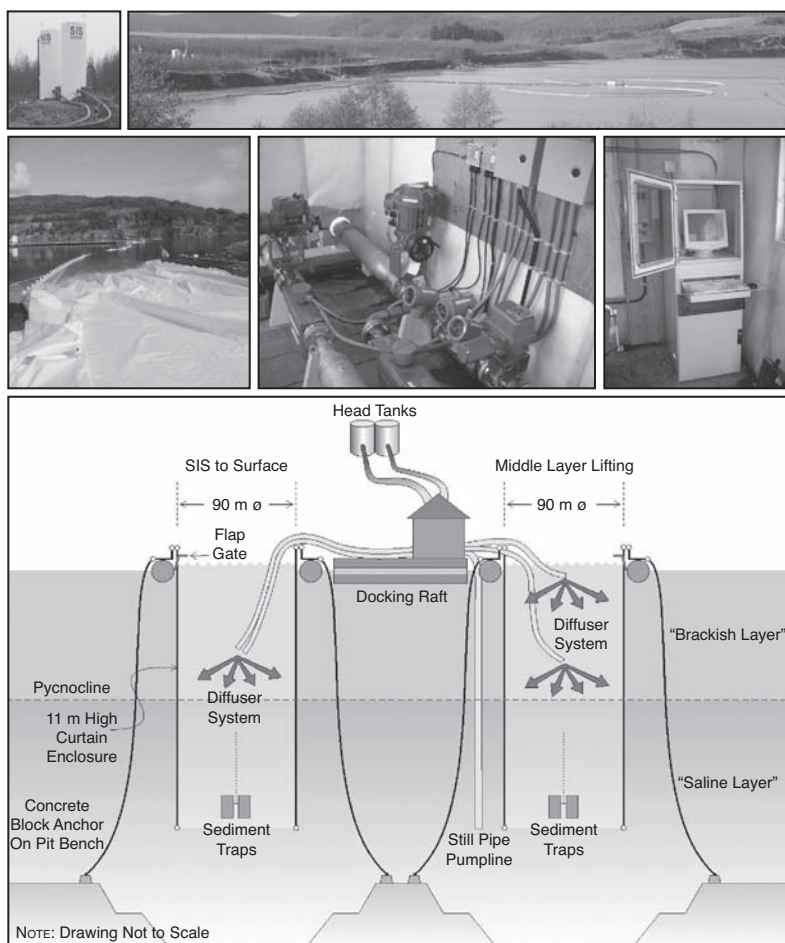 SIS
SIS
Head Tanks
SIS to Surface
Middle Layer Lifting
90 m ø
90 m ø
Flap
Gate
Docking Raft
Diffuser
System
"Brackish Layer"
Pycnocline
Diffuser
System
11 m High
Curtain
Enclosure
"Saline Layer"
Concrete
Block Anchor
On Pit Bench
Sediment
Traps
Still Pipe
Pumpline
Sediment
Traps
NOTE: Drawing Not to Scale